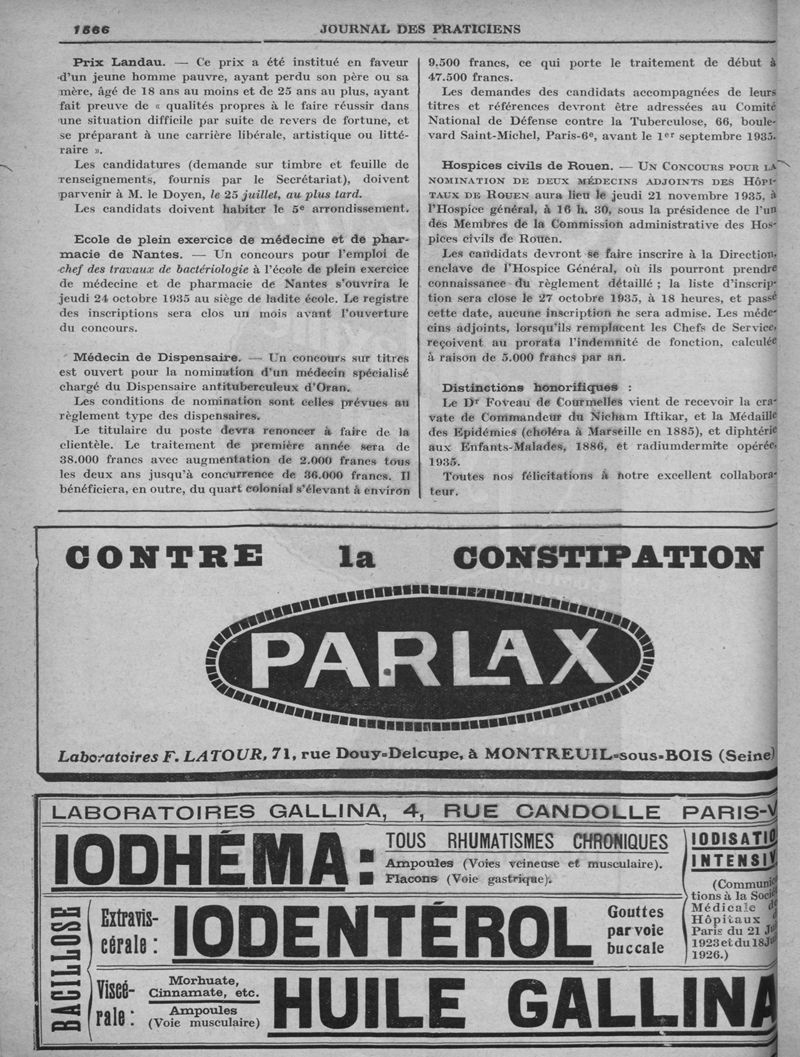 1566
JOURNAL DES PRATICIENS
Prix Landau. — Ce prix a été institué en faveur
d'un jeune homme pauvre, ayant perdu son père ou sa
mère, âgé de 18 ans au moins et de 25 ans au plus, ayant
fait preuve de « qualités propres à le faire réussir dans
une situation difficile par suite de revers de fortune, et
se préparant à une carrière libérale, artistique ou litté-
raire ».
Les candidatures (demande sur timbre et feuille de
renseignements, fournis par le Secrétariat), doivent
parvenir à M. le Doyen, le 25 juillet, au plus tard.
Les candidats doivent habiter le 5e arrondissement.
Ecole de plein exercice de médecine et de phar-
macie de Nantes. — Un concours pour l'emploi de
chef des travaux de bactériologie à l'école de plein exercice
de médecine et de pharmacie de Nantes s'ouvrira le
jeudi 24 octobre 1935 au siège de ladite école. Le registre
des inscriptions sera clos un mois avant l'ouverture
du concours.
Médecin de Dispensaire. — Un concours sur titres
est ouvert pour la nomination d'un médecin spécialisé
chargé du Dispensaire antituberculeux d'Oran.
Les conditions de nomination sont celles prévues au
règlement type des dispensaires.
Le titulaire du poste devra renoncer à faire de la
clientèle. Le traitement de première année sera de
38.000 francs avec augmentation de 2.000 francs tous
les deux ans jusqu'à concurrence de 36.000 francs. Il
bénéficiera, en outre, du quart colonial s'élevant à environ
9.500 francs, ce qui porte le traitement de début à
47.500 francs.
Les demandes des candidats accompagnées de leurs
titres et références devront être adressées au Comité
National de Défense contre la Tuberculose, 66, boule-
vard Saint-Michel, Paris-6e, avant le 1er septembre 1935.
Hospices civils de Rouen. — UN CONCOURS POUR LA
NOMINATION DE DEUX MÉDECINS ADJOINTS DES HÔPI-
TAUX DE ROUEN aura lieu le jeudi 21 novembre 1935, à
l'Hospice général, à 16 h. 30, sous la présidence de l'un
des Membres de la Commission administrative des Hos-
pices civils de Rouen.
Les candidats devront se faire inscrire à la Direction,
enclave de l'Hospice Général, où ils pourront prendre
connaissance du règlement détaillé ; la liste d'inscrip-
tion sera close le 27 octobre 1935, à 18 heures, et passé
cette date, aucune inscription ne sera admise. Les méde-
cins adjoints, lorsqu'ils remplacent les Chefs de Service,
reçoivent au prorata l'indemnité de fonction, calculée
à raison de 5.000 francs par an.
Distinctions honorifiques :
Le Dr Foveau de Courmelles vient de recevoir la cra-
vate de Commandeur du Nicham Iftikar, et la Médaille
des Epidémies (choléra à Marseille en 1885), et diphtérie
aux Enfants-Malades, 1886, et radiumdermite opérée,
1935.
Toutes nos félicitations à notre excellent collabora-
teur.
CONTRE la CONSTIPATION
PARLAX
Laboratoires F. LATOUR, 71, rue Douy-Delcupe, à MONTREUIL-sous-BOIS (Seine)
LABORATOIRES GALLINA, 4, RUE CANDOLLE PARIS-V
IODHÉMA :
TOUS RHUMATISMES CHRONIQUES
Ampoules (Voies veineuse et musculaire).
Flacons (Voie gastrique).
IODISATIO
INTENSIV
(Communic
tions à la Socié
Médicale de
Hôpitaux d
Paris du 21 Ju
1923 et du 18 Ju
1926.)
BACILLOSE
Extravis-
cérale :
IODENTÉROL
Gouttes
par voie
buccale
Viscé-
rale :
Morhuate,
Cinnamate, etc.
Ampoules
(Voie musculaire)
HUILE GALLINA